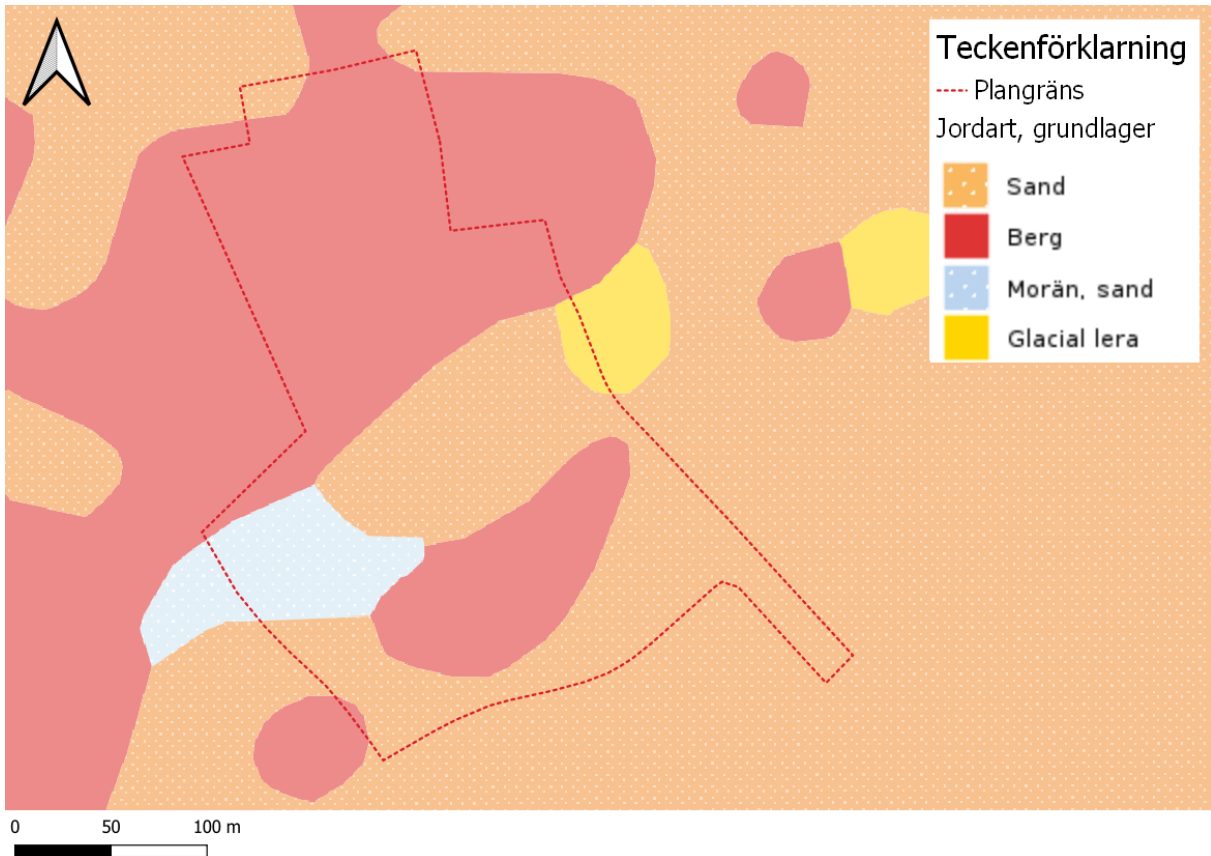 Teckenförklarning
Plangräns
Jordart, grundlager
Sand
Berg
Morän, sand
Glacial lera
0 50 100 m